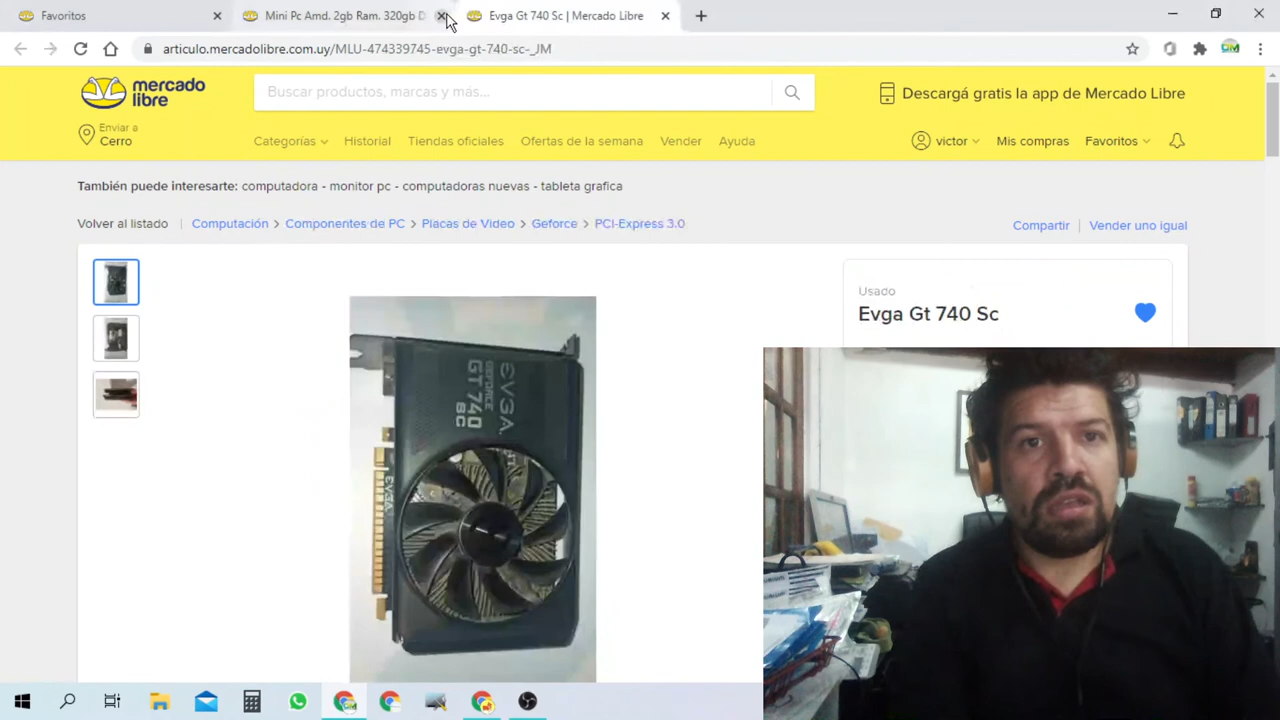 Favoritos
Mini Pc Amd. 2gb Ram. 320gb D
Evga Gt 740 Sc | Mercado Libre
articulo.mercadolibre.com.uy/MLU-474339745-evga-gt-740-sc-_JM
mercado
libre
Buscar productos, marcas y más...
Descargá gratis la app de Mercado Libre
Enviar a
Cerro
Categorías
Historial
Tiendas oficiales
Ofertas de la semana
Vender
Ayuda
victor
Mis compras
Favoritos
También puede interesarte: computadora - monitor pc - computadoras nuevas - tableta grafica
Volver al listado
Computación > Componentes de PC > Placas de Video > Geforce > PCI-Express 3.0
Compartir
Vender uno igual
Usado
Evga Gt 740 Sc
EVGA
GEFORCE
GT 740
SC
EVGA